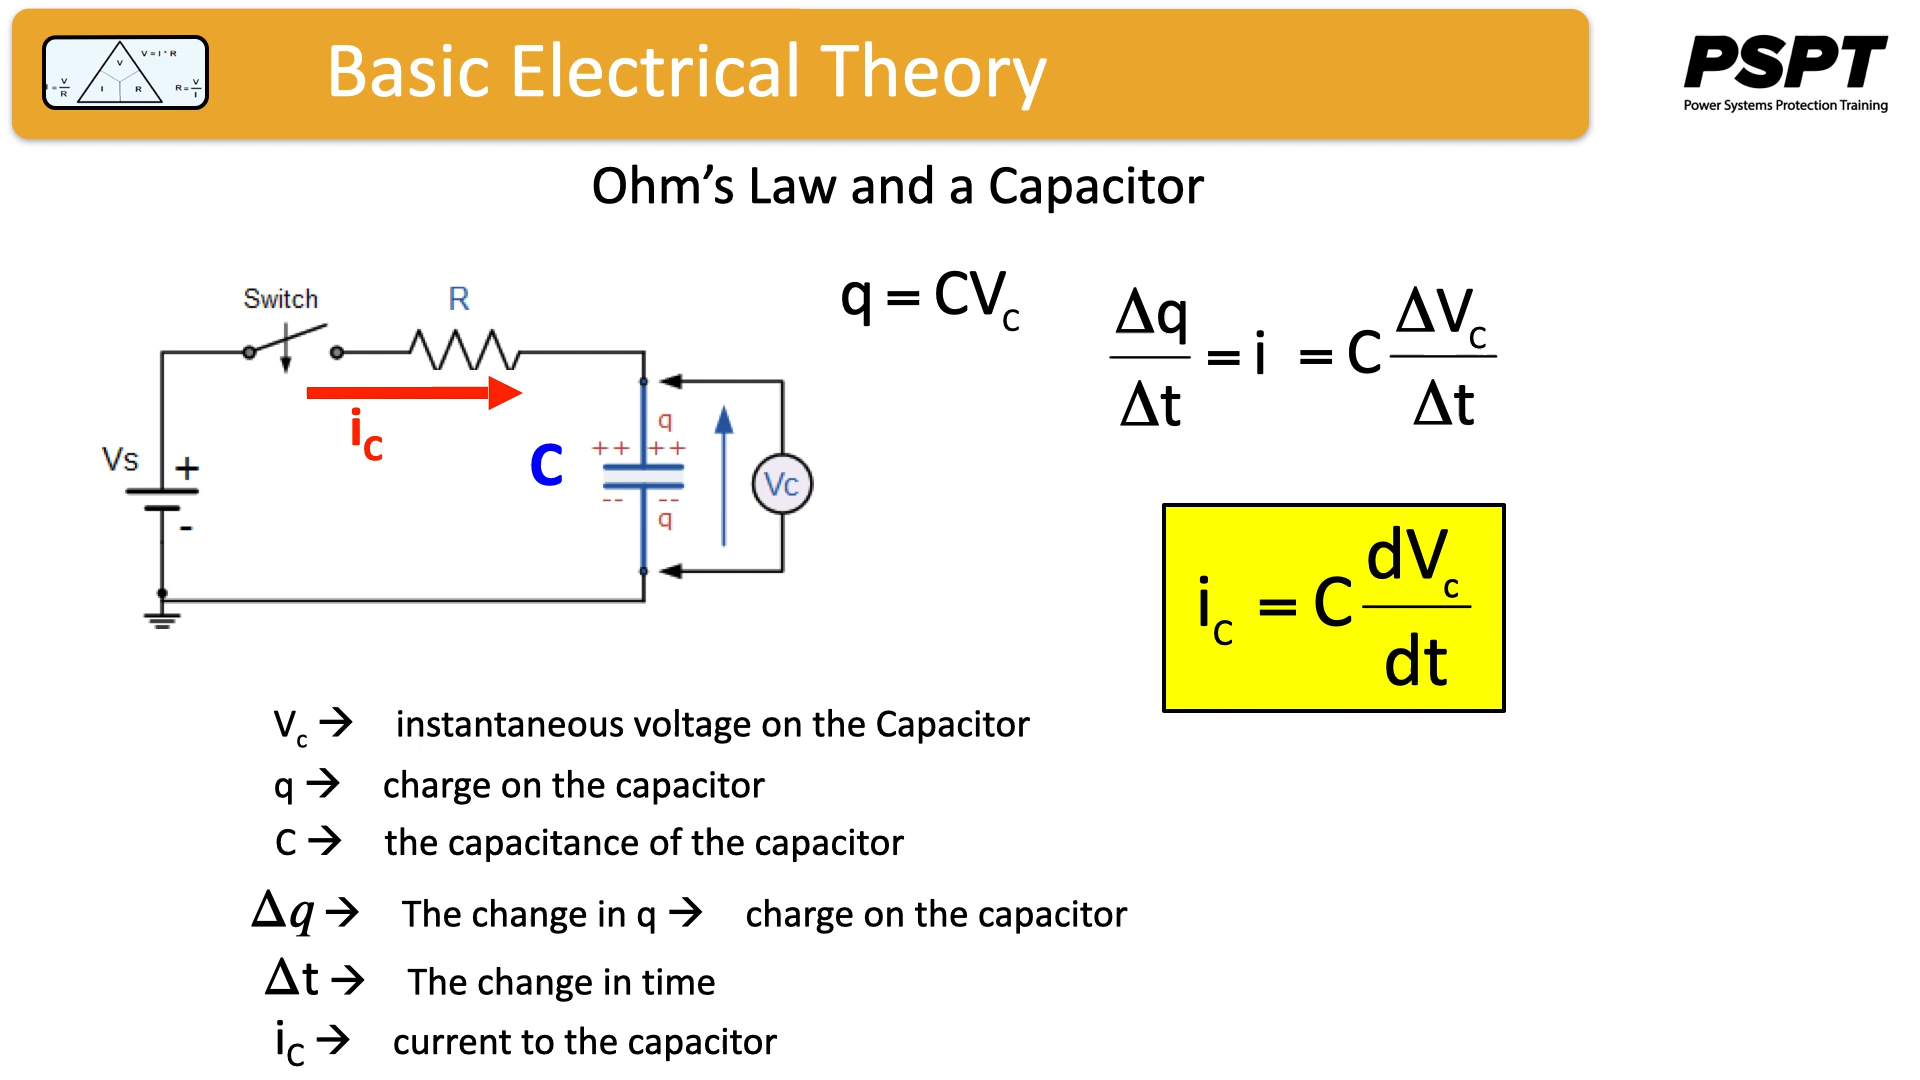 V = I * R
V
I = V/R
I
R
R = V/I
Basic Electrical Theory
PSPT
Power Systems Protection Training
Ohm’s Law and a Capacitor
Switch
R
i_C
Vs
+
-
C
q
++ ++
-- --
q
Vc
q = CV_C
Δq/Δt = i = C ΔV_C/Δt
i_C = C dV_c/dt
V_c → instantaneous voltage on the Capacitor
q → charge on the capacitor
C → the capacitance of the capacitor
Δq → The change in q → charge on the capacitor
Δt → The change in time
i_C → current to the capacitor